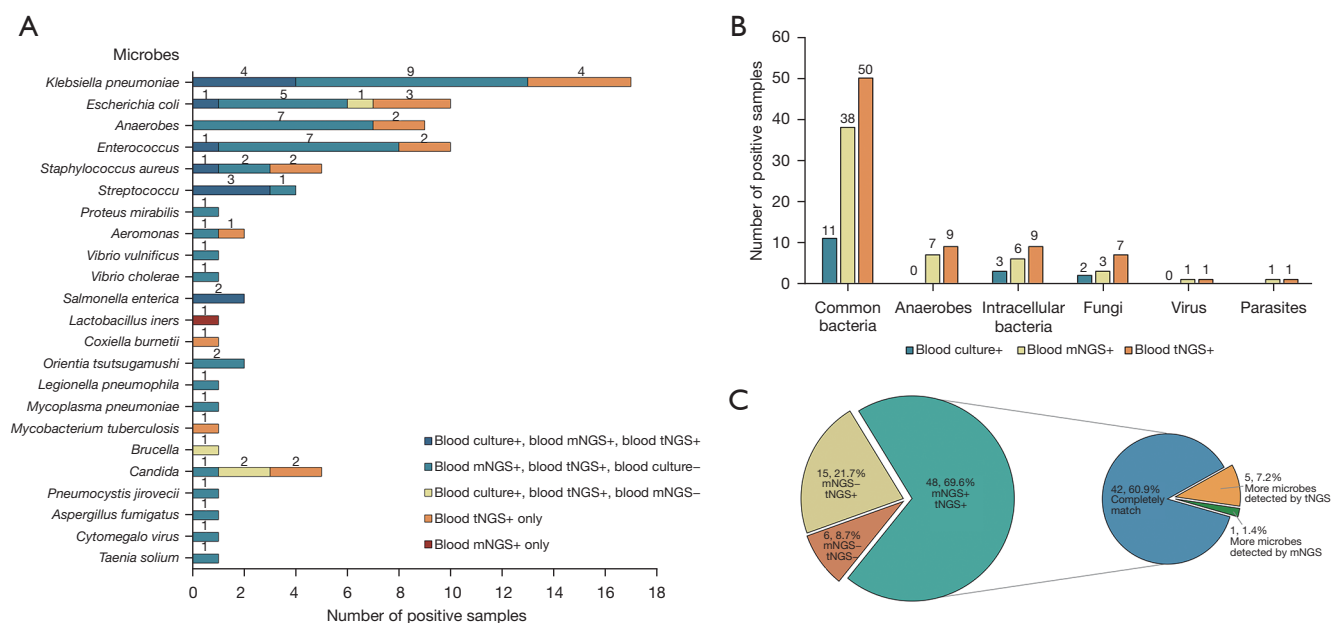 A
Microbes
Klebsiella pneumoniae 4 9 4
Escherichia coli 1 5 1 3
Anaerobes 7 2
Enterococcus 1 7 2
Staphylococcus aureus 1 2 2
Streptococcu 3 1
Proteus mirabilis 1
Aeromonas 1 1
Vibrio vulnificus 1
Vibrio cholerae 1
Salmonella enterica 2
Lactobacillus iners 1
Coxiella burnetii 1
Orientia tsutsugamushi 2
Legionella pneumophila 1
Mycoplasma pneumoniae 1
Mycobacterium tuberculosis 1
Brucella 1
Candida 1 2 2
Pneumocystis jirovecii 1
Aspergillus fumigatus 1
Cytomegalo virus 1
Taenia solium 1
0 2 4 6 8 10 12 14 16 18
Number of positive samples
Blood culture+, blood mNGS+, blood tNGS+
Blood mNGS+, blood tNGS+, blood culture−
Blood culture+, blood tNGS+, blood mNGS−
Blood tNGS+ only
Blood mNGS+ only
B
Number of positive samples
60
50
40
30
20
10
0
11 38 50
0 7 9
3 6 9
2 3 7
0 1 1
1 1
Common
bacteria
Anaerobes
Intracellular
bacteria
Fungi
Virus
Parasites
Blood culture+ Blood mNGS+ Blood tNGS+
C
15, 21.7%
mNGS−
tNGS+
6, 8.7%
mNGS−
tNGS−
48, 69.6%
mNGS+
tNGS+
42, 60.9%
Completely
match
5, 7.2%
More microbes
detected by tNGS
1, 1.4%
More microbes
detected by mNGS